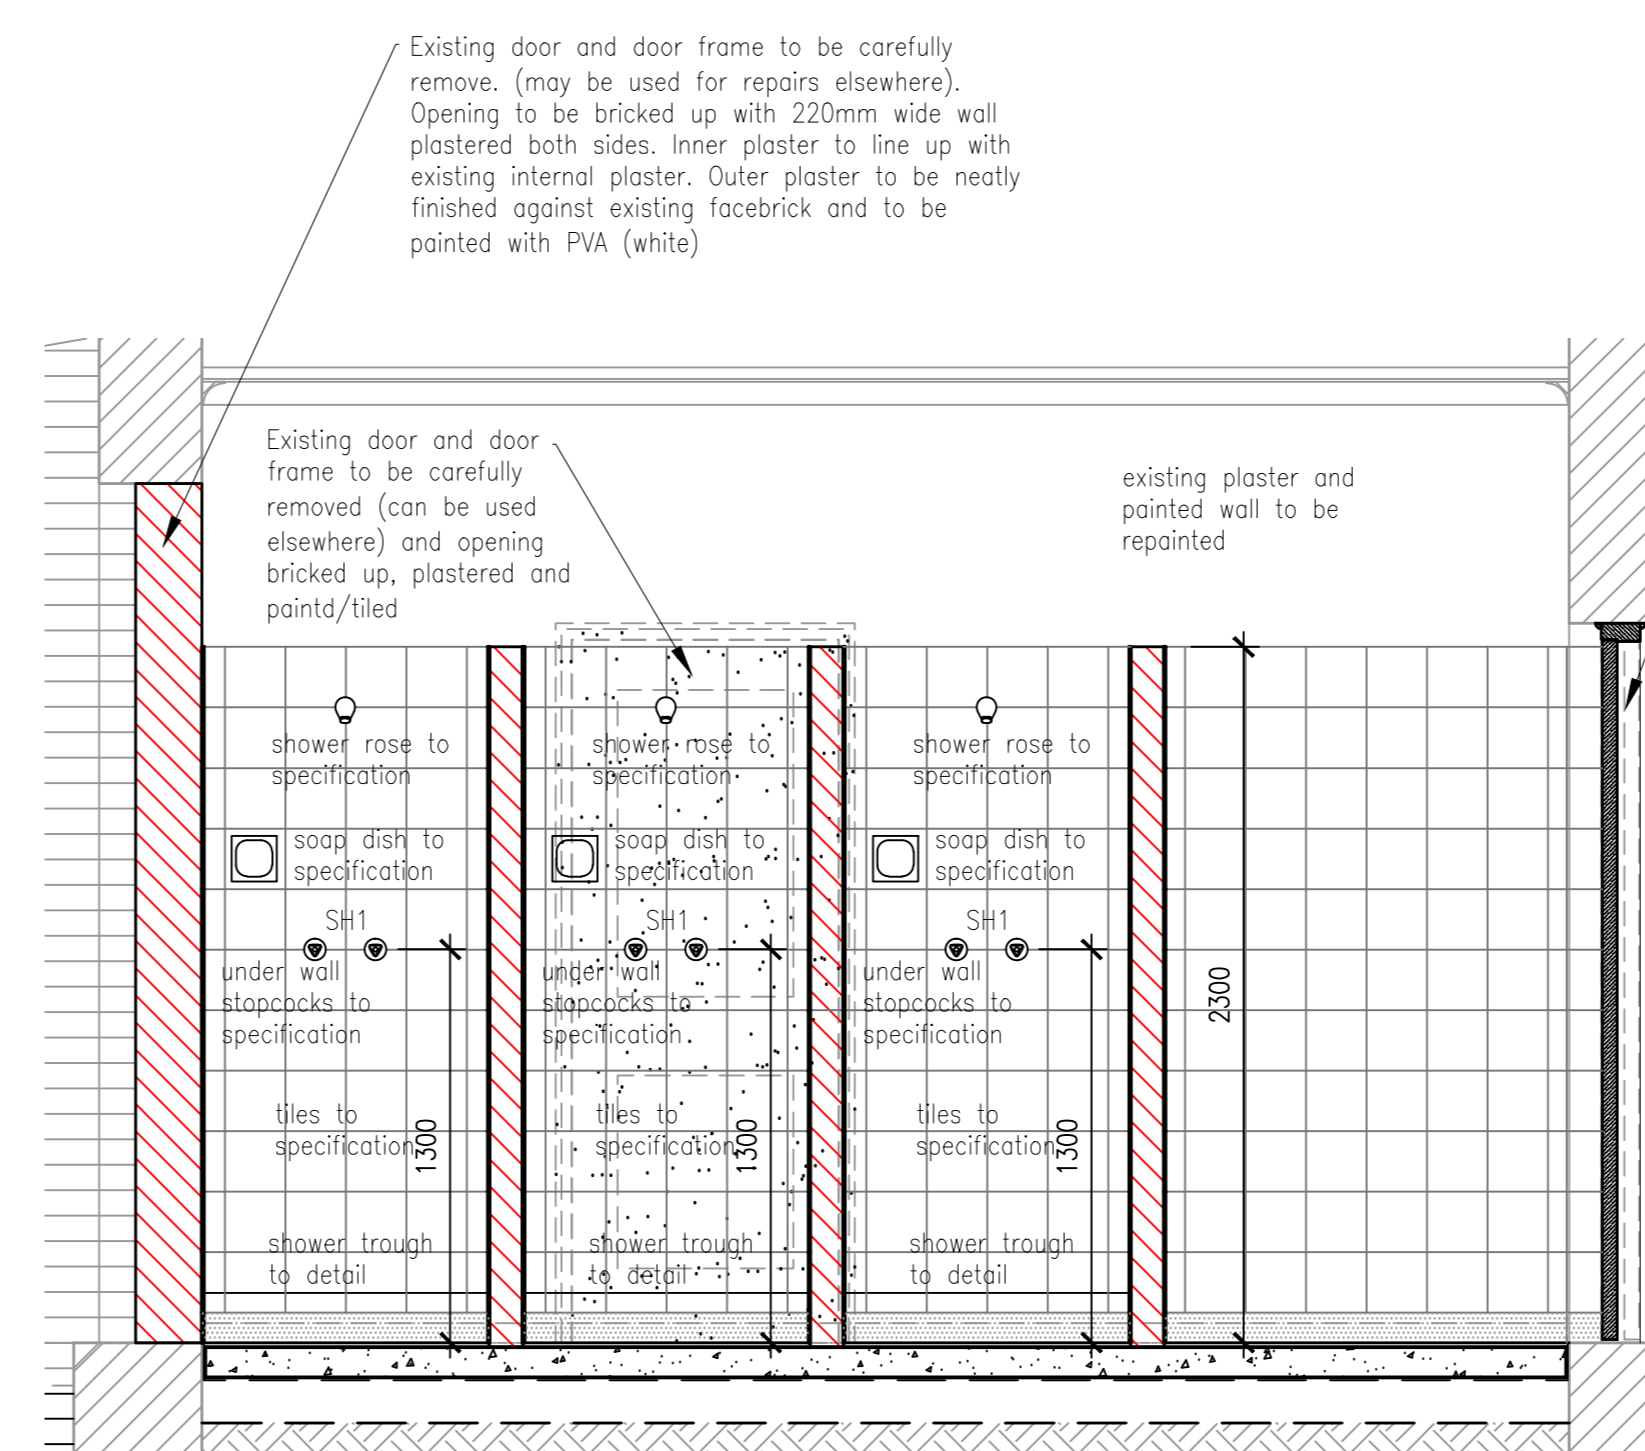 Existing door and door frame to be carefully
remove. (may be used for repairs elsewhere).
Opening to be bricked up with 220mm wide wall
plastered both sides. Inner plaster to line up with
existing internal plaster. Outer plaster to be neatly
finished against existing facebrick and to be
painted with PVA (white)
Existing door and door
frame to be carefully
removed (can be used
elsewhere) and opening
bricked up, plastered and
paintd/tiled
existing plaster and
painted wall to be
repainted
shower rose to
specification
soap dish to
specification
SH1
under wall
stopcocks to
specification
tiles to
specification
1300
shower trough
to detail
shower rose to
specification
soap dish to
specification
SH1
under wall
stopcocks to
specification
tiles to
specification
1300
shower trough
to detail
shower rose to
specification
soap dish to
specification
SH1
under wall
stopcocks to
specification
tiles to
specification
1300
shower trough
to detail
2300